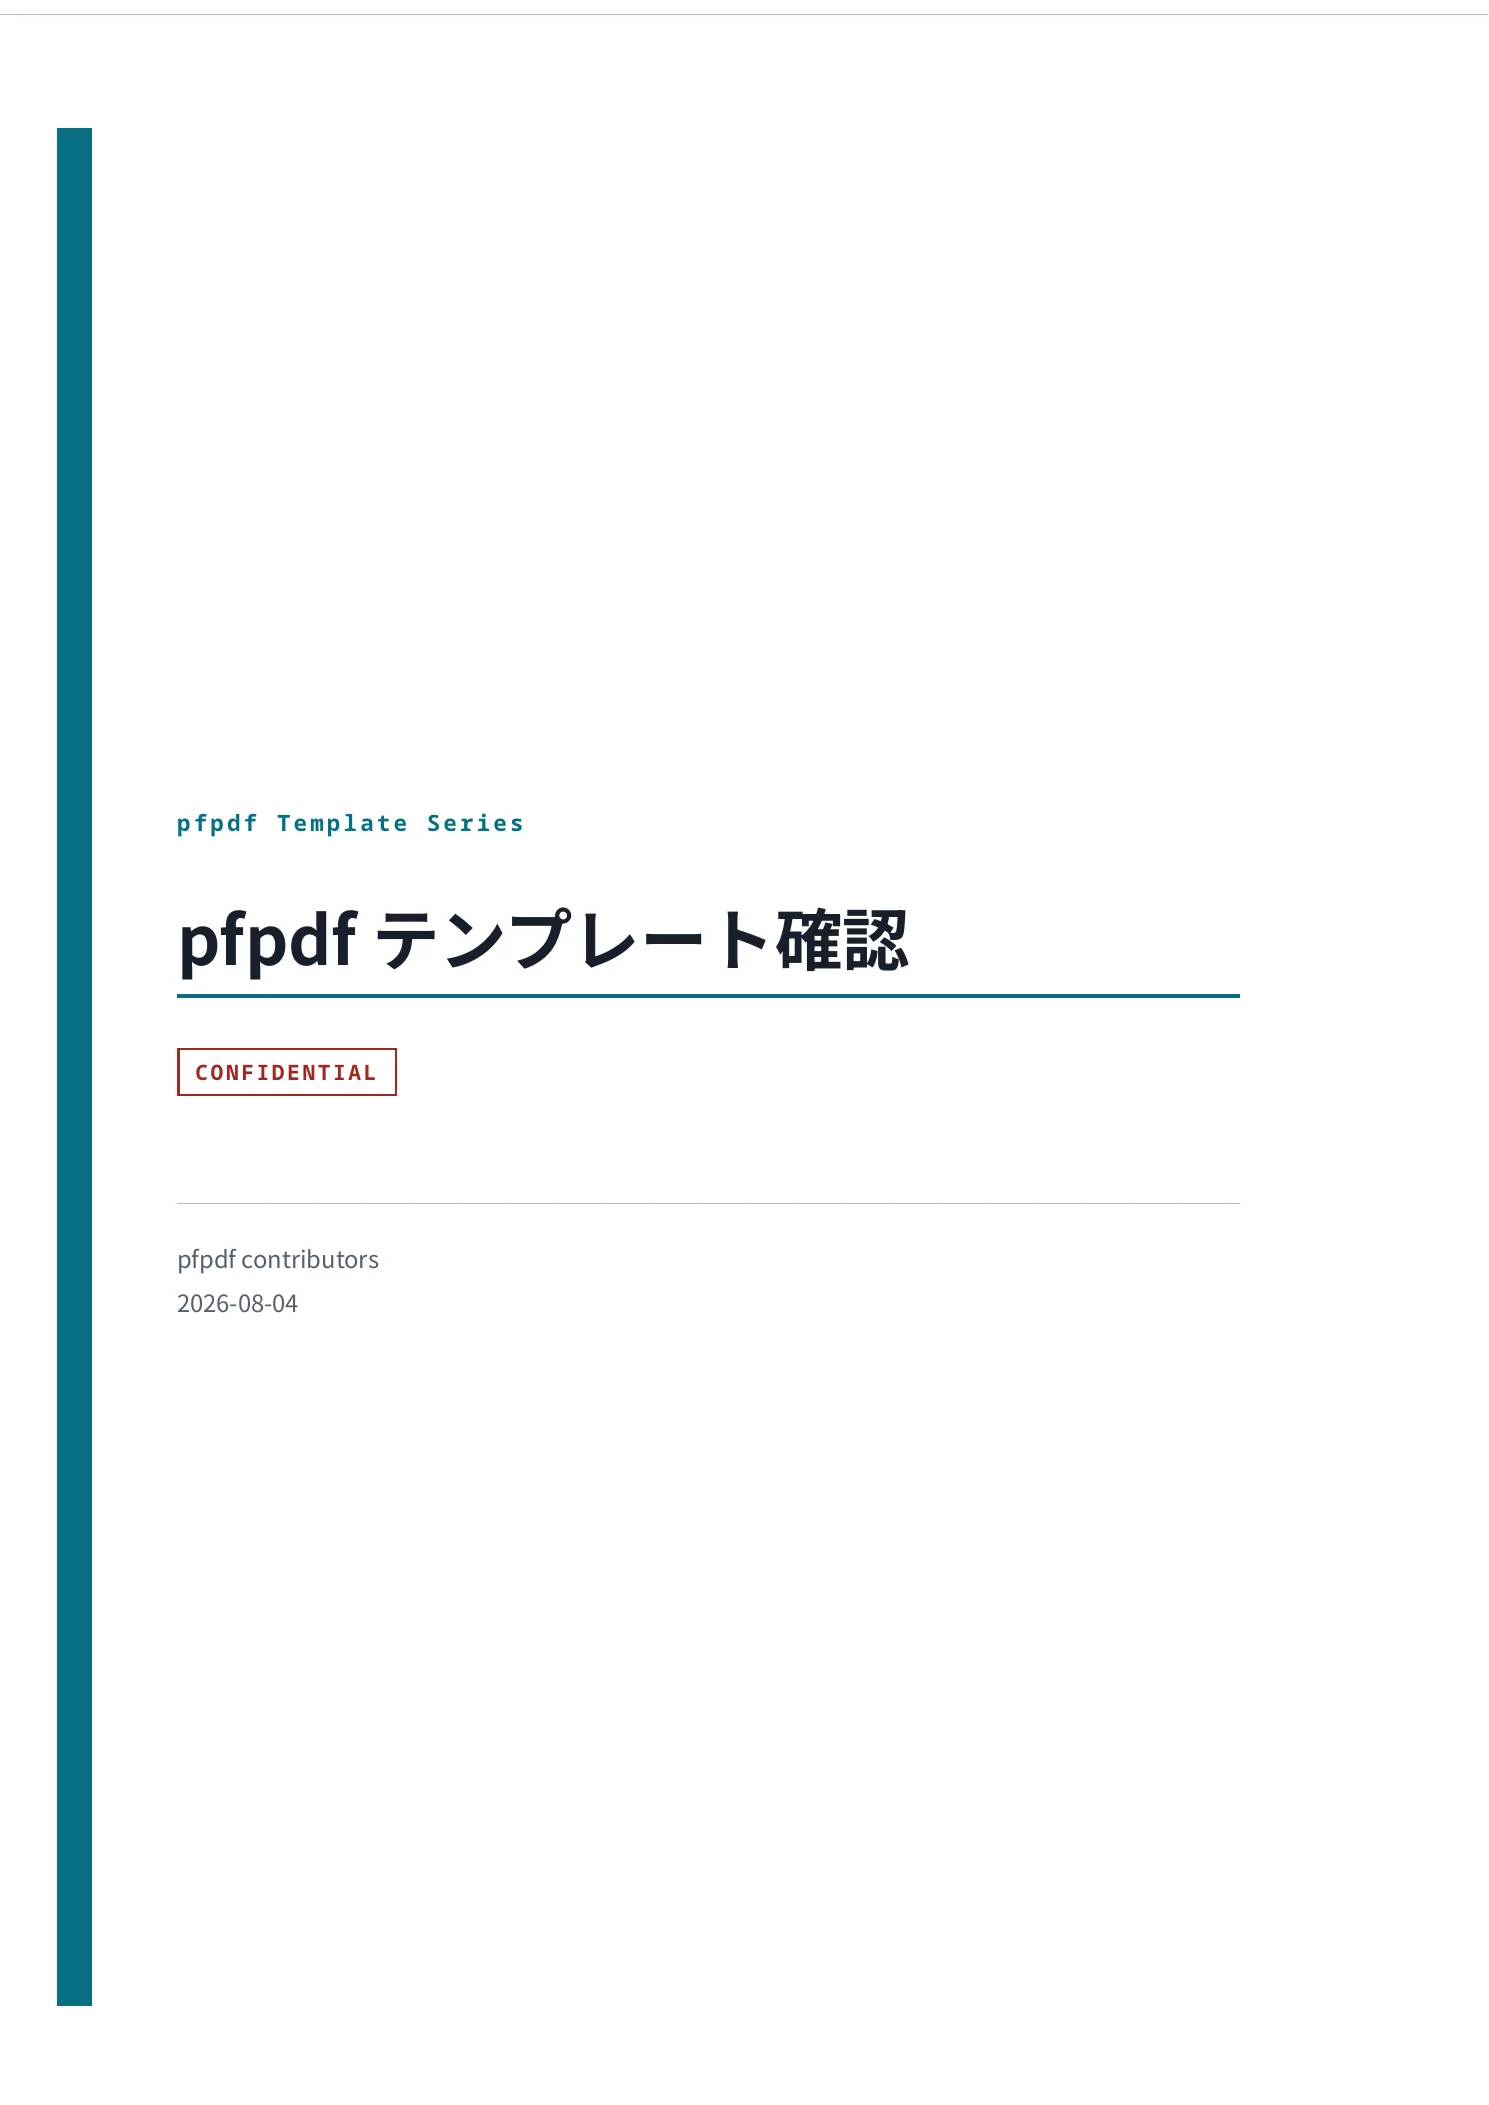 pfpdf Template Series
pfpdf テンプレート確認
CONFIDENTIAL
pfpdf contributors
2026-08-04